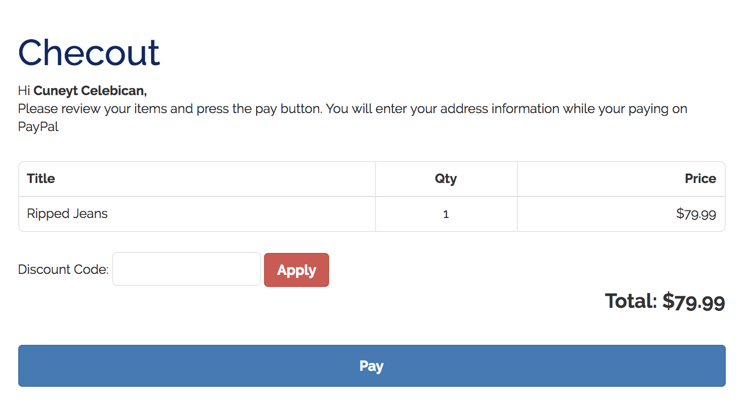 Checout
Hi Cuneyt Celebican,
Please review your items and press the pay button. You will enter your address information while your paying on
PayPal
Title Qty Price
Ripped Jeans 1 $79.99
Discount Code: Apply
Total: $79.99
Pay